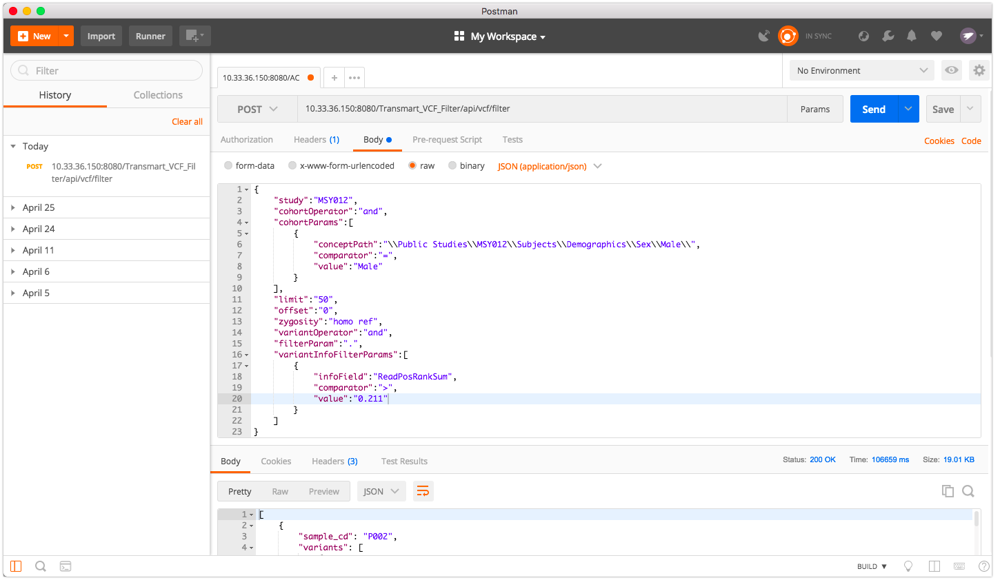 Postman
New
Import
Runner
My Workspace
IN SYNC
Filter
History
Collections
Clear all
Today
POST 10.33.36.150:8080/Transmart_VCF_Fil
ter/api/vcf/filter
April 25
April 24
April 11
April 6
April 5
10.33.36.150:8080/AC
+
•••
No Environment
POST
10.33.36.150:8080/Transmart_VCF_Filter/api/vcf/filter
Params
Send
Save
Authorization
Headers (1)
Body
Pre-request Script
Tests
Cookies
Code
form-data
x-www-form-urlencoded
raw
binary
JSON (application/json)
1 {
2 "study":"MSY012",
3 "cohortOperator":"and",
4 "cohortParams":[
5 {
6 "conceptPath":"\\Public Studies\\MSY012\\Subjects\\Demographics\\Sex\\Male\\",
7 "comparator":"=",
8 "value":"Male"
9 }
10 ],
11 "limit":"50",
12 "offset":"0",
13 "zygosity":"homo ref",
14 "variantOperator":"and",
15 "filterParam":".",
16 "variantInfoFilterParams":[
17 {
18 "infoField":"ReadPosRankSum",
19 "comparator":">",
20 "value":"0.211"
21 }
22 ]
23 }
Body
Cookies
Headers (3)
Test Results
Status: 200 OK
Time: 106659 ms
Size: 19.01 KB
Pretty
Raw
Preview
JSON
1 [
2 {
3 "sample_cd": "P002",
4 "variants": [
BUILD